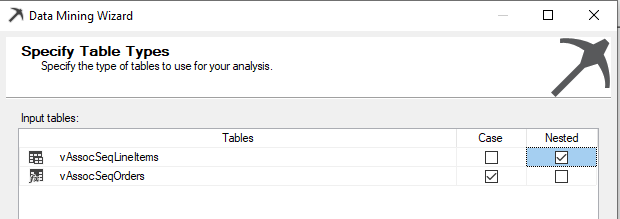 Data Mining Wizard
Specify Table Types
Specify the type of tables to use for your analysis.
Input tables:
Tables Case Nested
vAssocSeqLineItems
vAssocSeqOrders